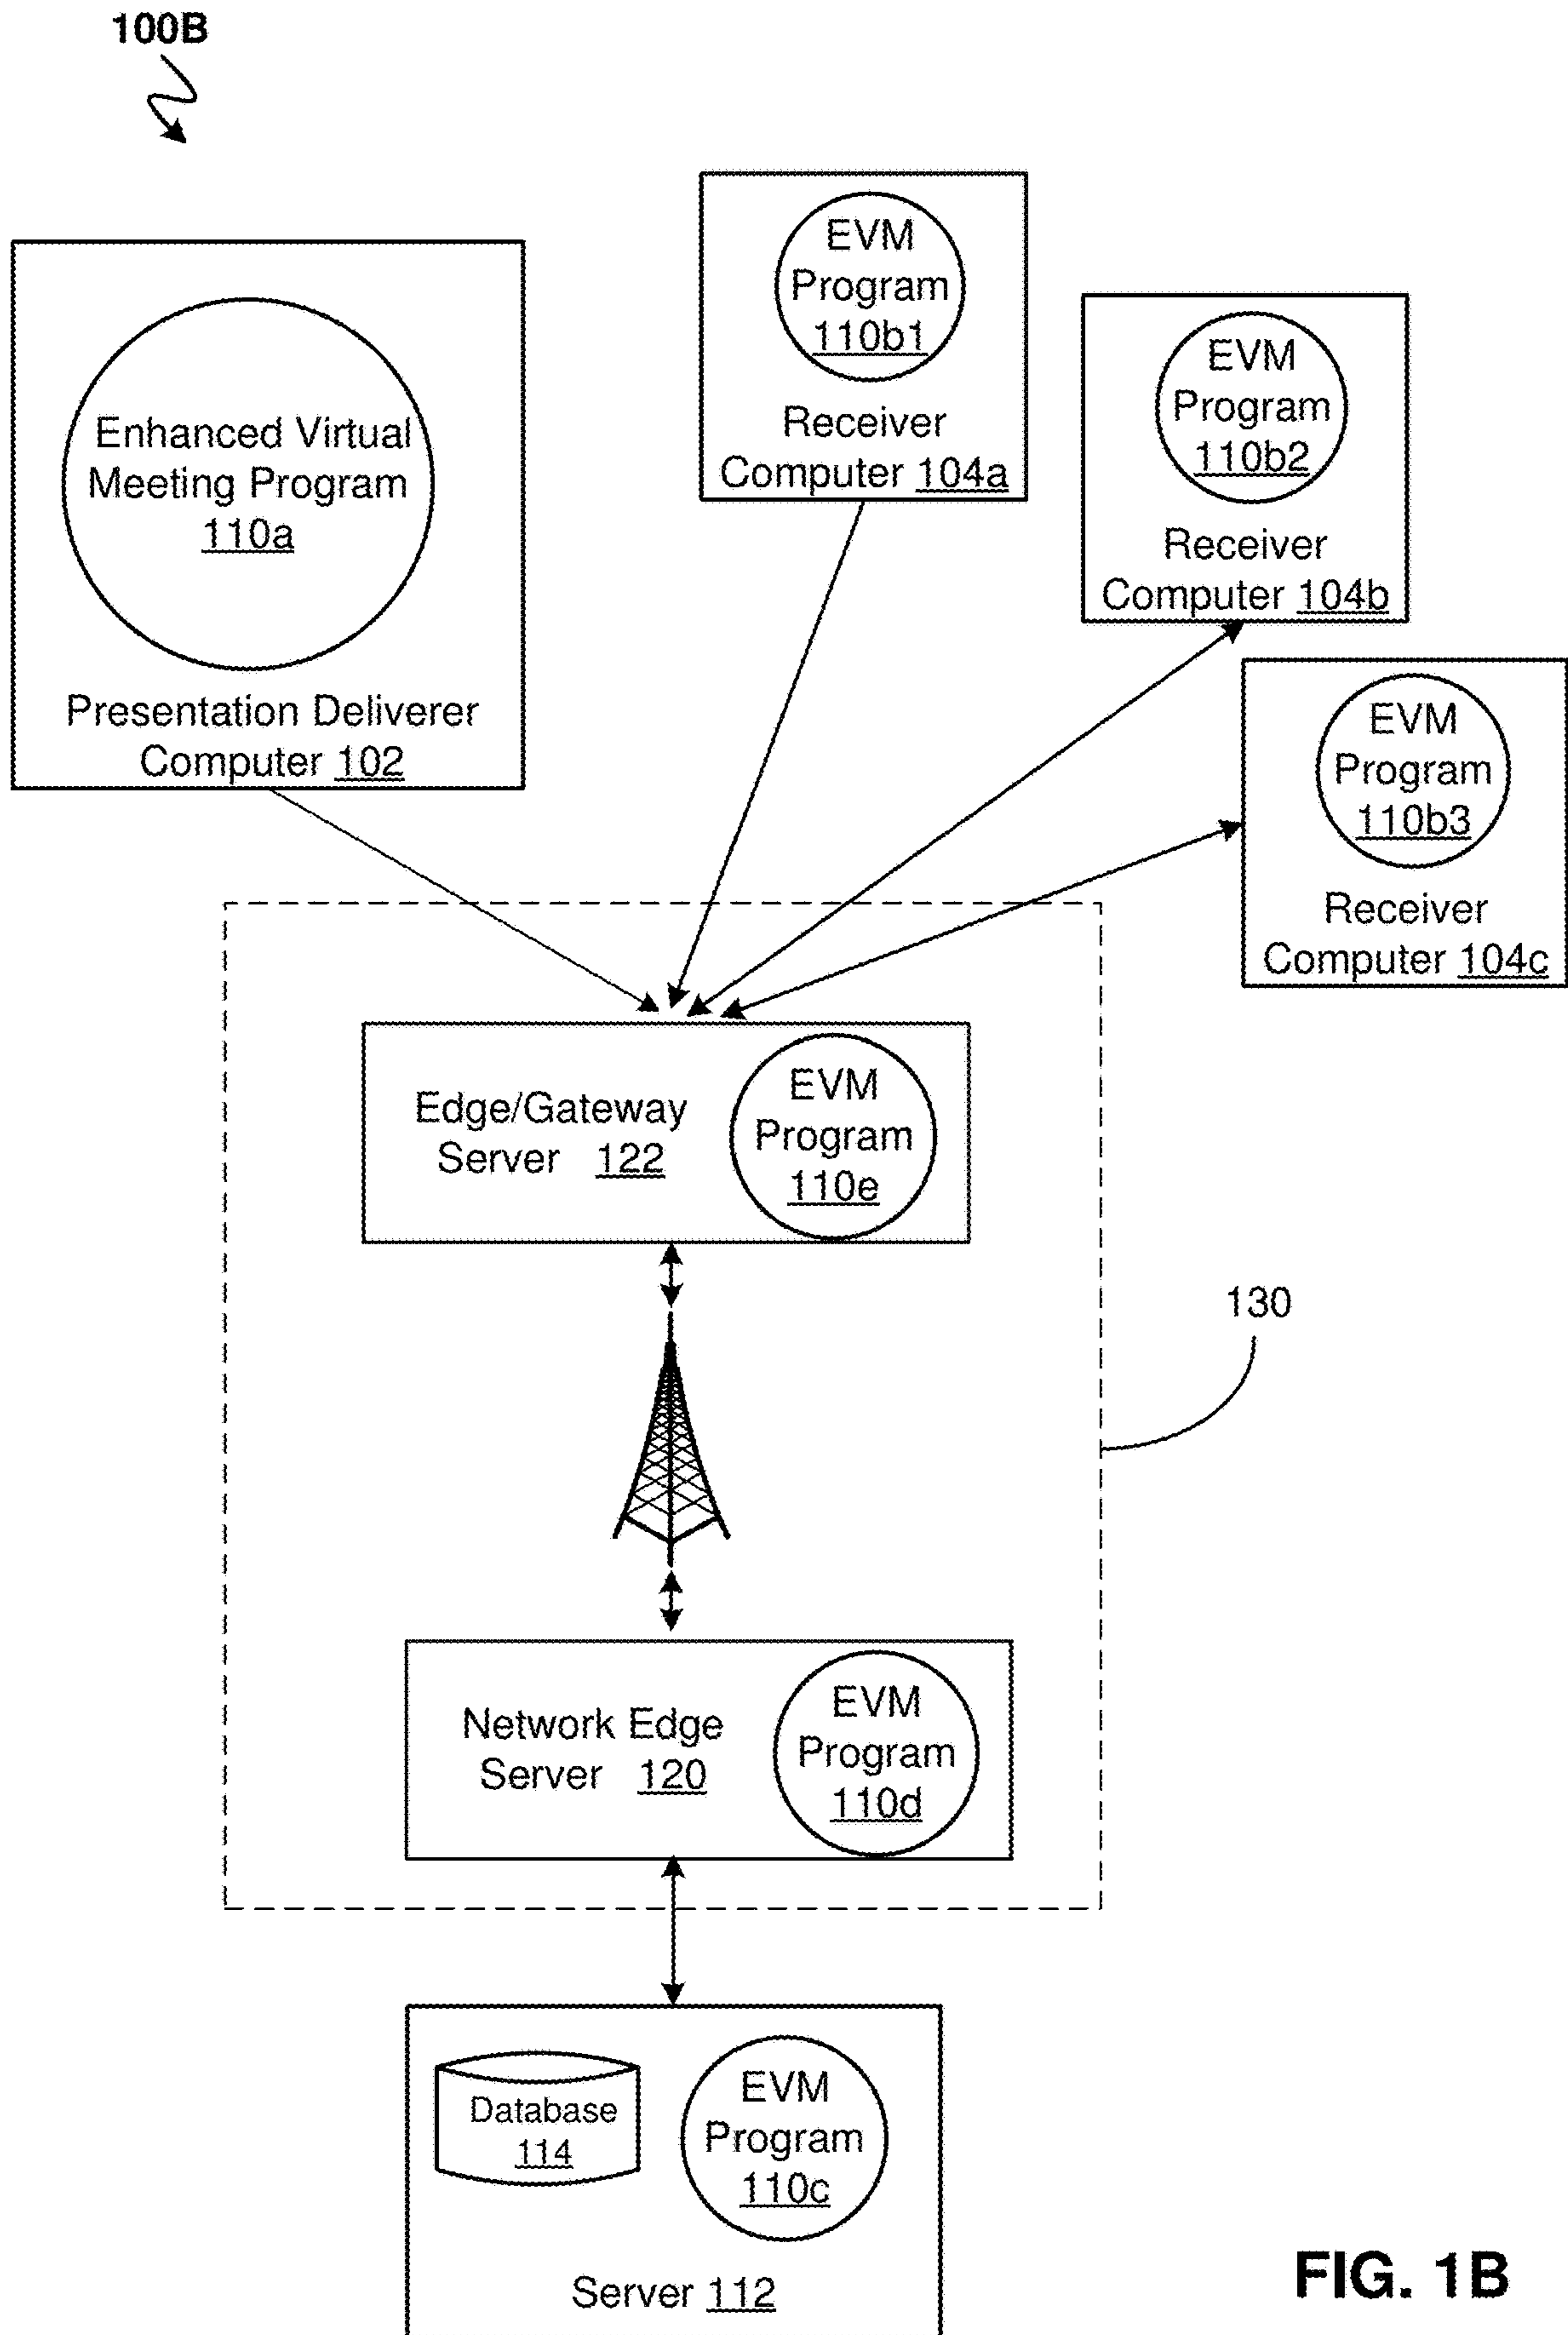 100B
Enhanced Virtual
Meeting Program
110a
Presentation Deliverer
Computer 102
EVM
Program
110b1
Receiver
Computer 104a
EVM
Program
110b2
Receiver
Computer 104b
EVM
Program
110b3
Receiver
Computer 104c
Edge/Gateway
Server 122
EVM
Program
110e
130
Network Edge
Server 120
EVM
Program
110d
Database
114
EVM
Program
110c
Server 112
FIG. 1B